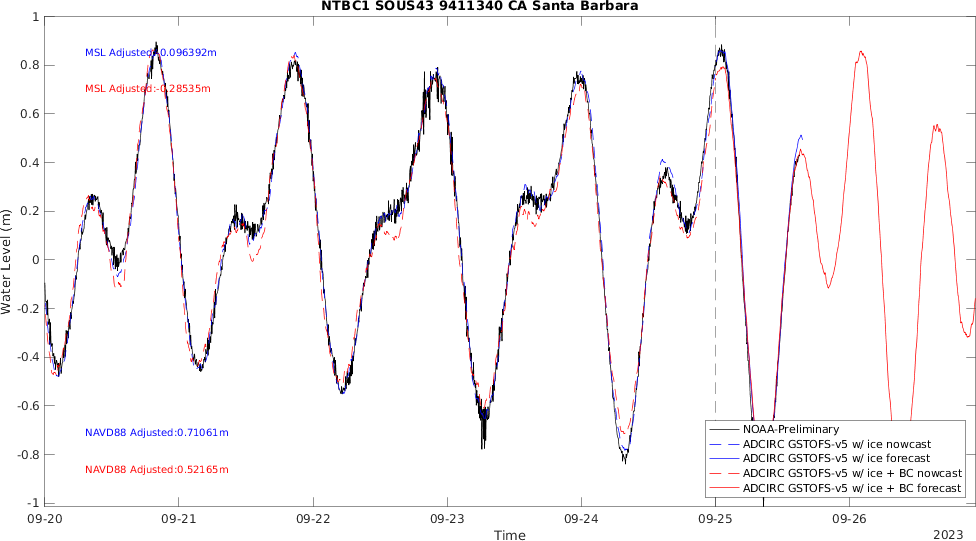 NTBC1 SOUS43 9411340 CA Santa Barbara
1
0.8
0.6
0.4
0.2
0
-0.2
-0.4
-0.6
-0.8
-1
Water Level (m)
MSL Adjusted:-0.096392m
MSL Adjusted:-0.28535m
NAVD88 Adjusted:0.71061m
NAVD88 Adjusted:0.52165m
NOAA-Preliminary
ADCIRC GSTOFS-v5 w/ ice nowcast
ADCIRC GSTOFS-v5 w/ ice forecast
ADCIRC GSTOFS-v5 w/ ice + BC nowcast
ADCIRC GSTOFS-v5 w/ ice + BC forecast
09-20 09-21 09-22 09-23 09-24 09-25 09-26
Time
2023